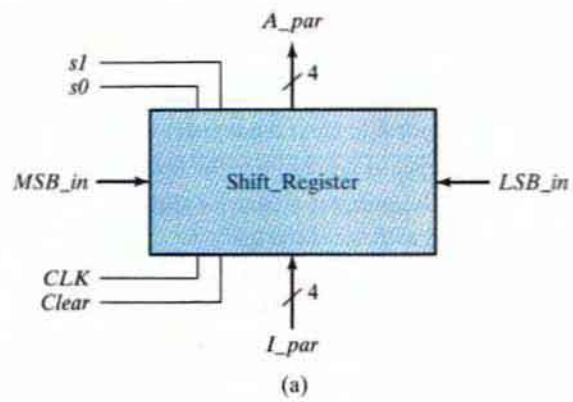 A_par
4
s1
s0
MSB_in
Shift_Register
LSB_in
CLK
Clear
4
I_par
(a)